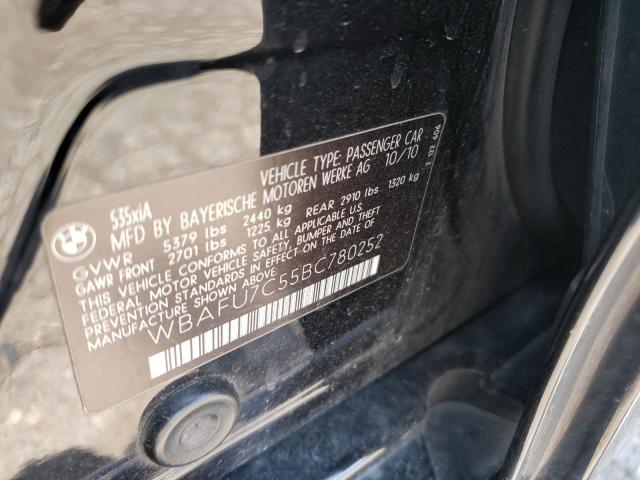 BMW
535xiA
VEHICLE TYPE: PASSENGER CAR
MFD BY BAYERISCHE MOTOREN WERKE AG 10/10
GVWR 5379 lbs 2440 kg
GAWR FRONT 2701 lbs 1225 kg REAR 2910 lbs 1320 kg
THIS VEHICLE CONFORMS TO ALL APPLICABLE U.S.
FEDERAL MOTOR VEHICLE SAFETY, BUMPER AND THEFT
PREVENTION STANDARDS IN EFFECT ON THE DATE OF
MANUFACTURE SHOWN ABOVE.
WBAFU7C55BC780252